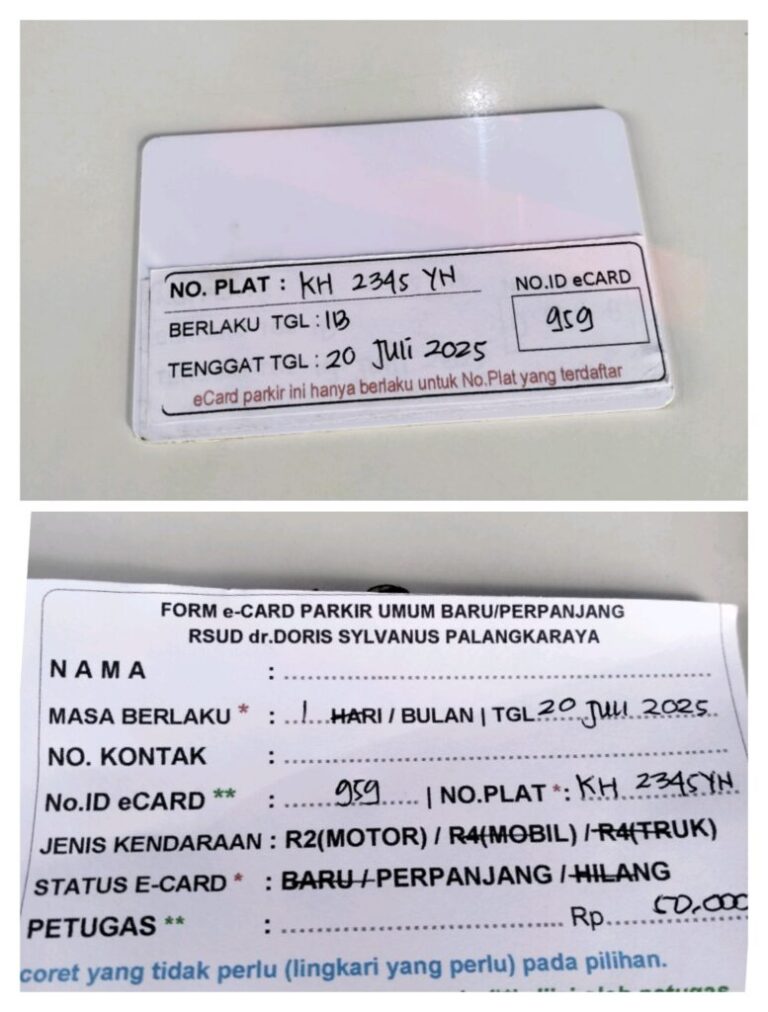 NO. PLAT : KH 2345 YN
NO.ID eCARD
959
BERLAKU TGL : 1B
TENGGAT TGL : 20 Juli 2025
eCard parkir ini hanya berlaku untuk No.Plat yang terdaftar
FORM e-CARD PARKIR UMUM BARU/PERPANJANG
RSUD dr.DORIS SYLVANUS PALANGKARAYA
NAMA :
MASA BERLAKU * : 1 HARI / BULAN | TGL 20 Juli 2025
NO. KONTAK :
No.ID eCARD ** : 959 | NO.PLAT *: KH 2345 YN
JENIS KENDARAAN : R2(MOTOR) / R4(MOBIL) / R4(TRUK)
STATUS E-CARD * : BARU / PERPANJANG / HILANG
PETUGAS ** : Rp 50.000
coret yang tidak perlu (lingkari yang perlu) pada pilihan.